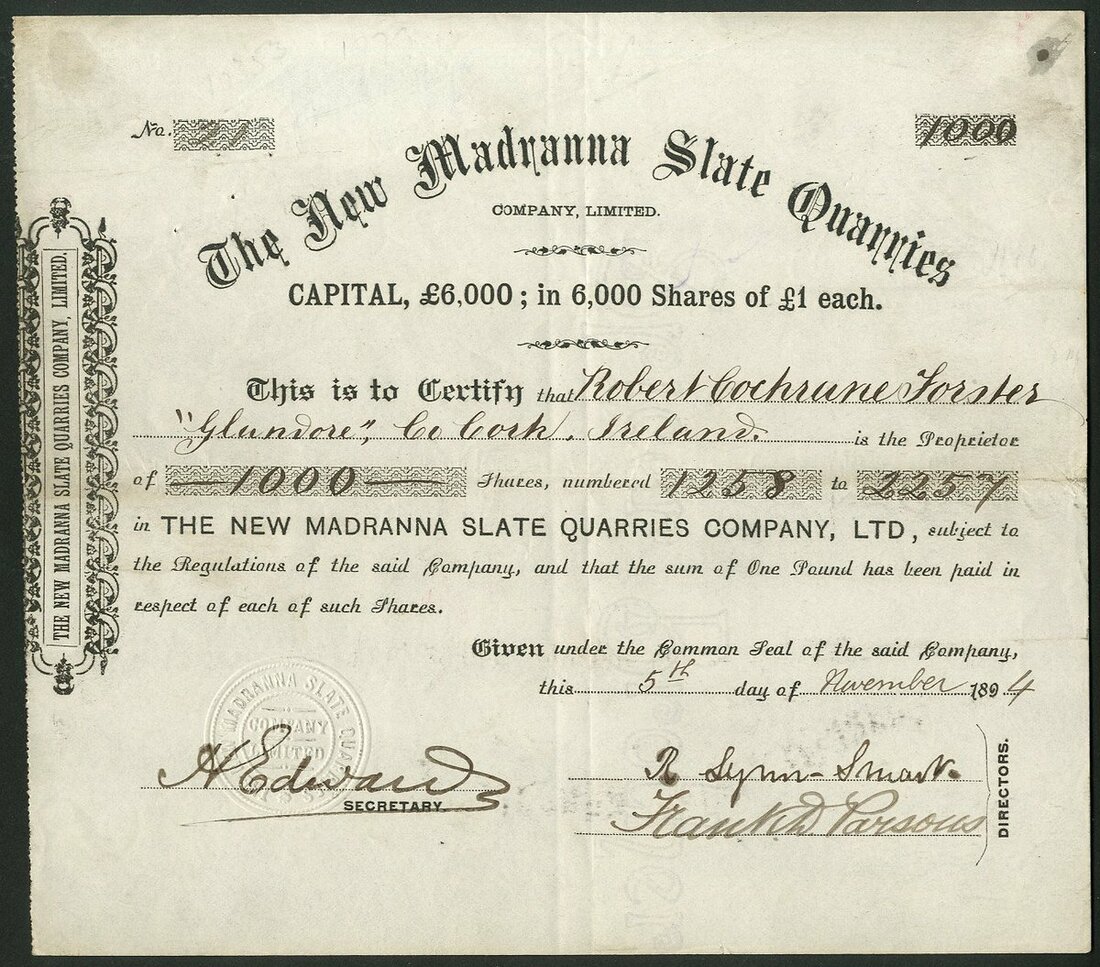 No. 21
1000
The New Madranna Slate Quarries
COMPANY, LIMITED.
CAPITAL, £6,000; in 6,000 Shares of £1 each.
This is to Certify that Robert Cochrane Forster
"Glandore", Co Cork, Ireland. is the Proprietor
of —1000— Shares, numbered 1258 to 2257
in THE NEW MADRANNA SLATE QUARRIES COMPANY, LTD, subject to
the Regulations of the said Company, and that the sum of One Pound has been paid in
respect of each of such Shares.
Given under the Common Seal of the said Company,
this 5th day of November 1894
H Edwards
SECRETARY
R Lynn-Smart.
Frank D Parsons
DIRECTORS.
THE NEW MADRANNA SLATE QUARRIES COMPANY, LIMITED.
MADRANNA SLATE
COMPANY
LIMITED